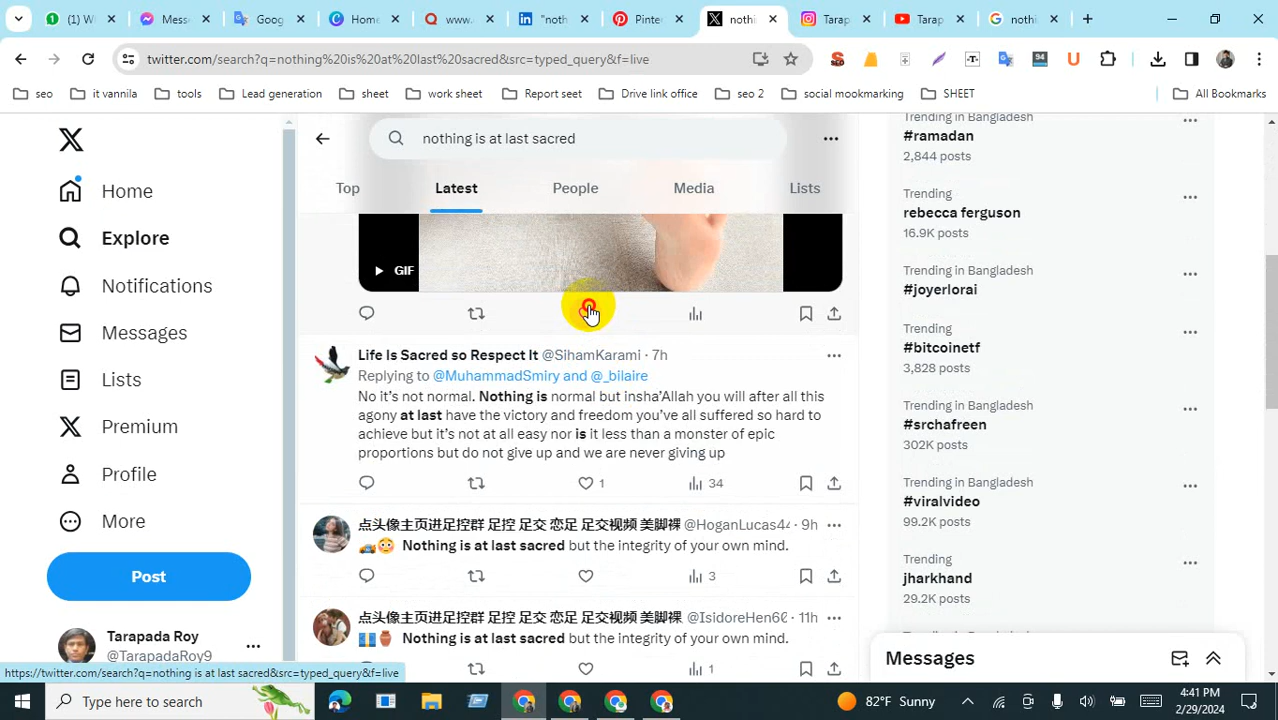 (1) W
Mess
Goog
Home
www.
"noth
Pinte
nothi
Tarap
Tarap
nothi
twitter.com/search?q=nothing%20is%20at%20last%20sacred&src=typed_query&f=live
94
seo
it vannila
tools
Lead generation
sheet
work sheet
Report seet
Drive link office
seo 2
social mookmarking
SHEET
All Bookmarks
Home
Explore
Notifications
Messages
Lists
Premium
Profile
More
Post
Tarapada Roy
@TarapadaRoy9
nothing is at last sacred
Top
Latest
People
Media
Lists
GIF
Life Is Sacred so Respect It @SihamKarami · 7h
Replying to @MuhammadSmiry and @_bilaire
No it's not normal. Nothing is normal but insha'Allah you will after all this
agony at last have the victory and freedom you've all suffered so hard to
achieve but it's not at all easy nor is it less than a monster of epic
proportions but do not give up and we are never giving up
1
34
点头像主页进足控群 足控 足交 恋足 足交视频 美脚裸 @HoganLucas44 · 9h
Nothing is at last sacred but the integrity of your own mind.
3
点头像主页进足控群 足控 足交 恋足 足交视频 美脚裸 @IsidoreHen66 · 11h
Nothing is at last sacred but the integrity of your own mind.
1
Trending in Bangladesh
#ramadan
2,844 posts
Trending
rebecca ferguson
16.9K posts
Trending in Bangladesh
#joyerlorai
Trending in Bangladesh
#bitcoinetf
3,828 posts
Trending in Bangladesh
#srchafreen
302K posts
Trending in Bangladesh
#viralvideo
99.2K posts
Trending
jharkhand
29.2K posts
Messages
https://twitter.com/search?q=nothing is at last sacred&src=typed_query&f=live
Type here to search
82°F Sunny
4:41 PM
2/29/2024